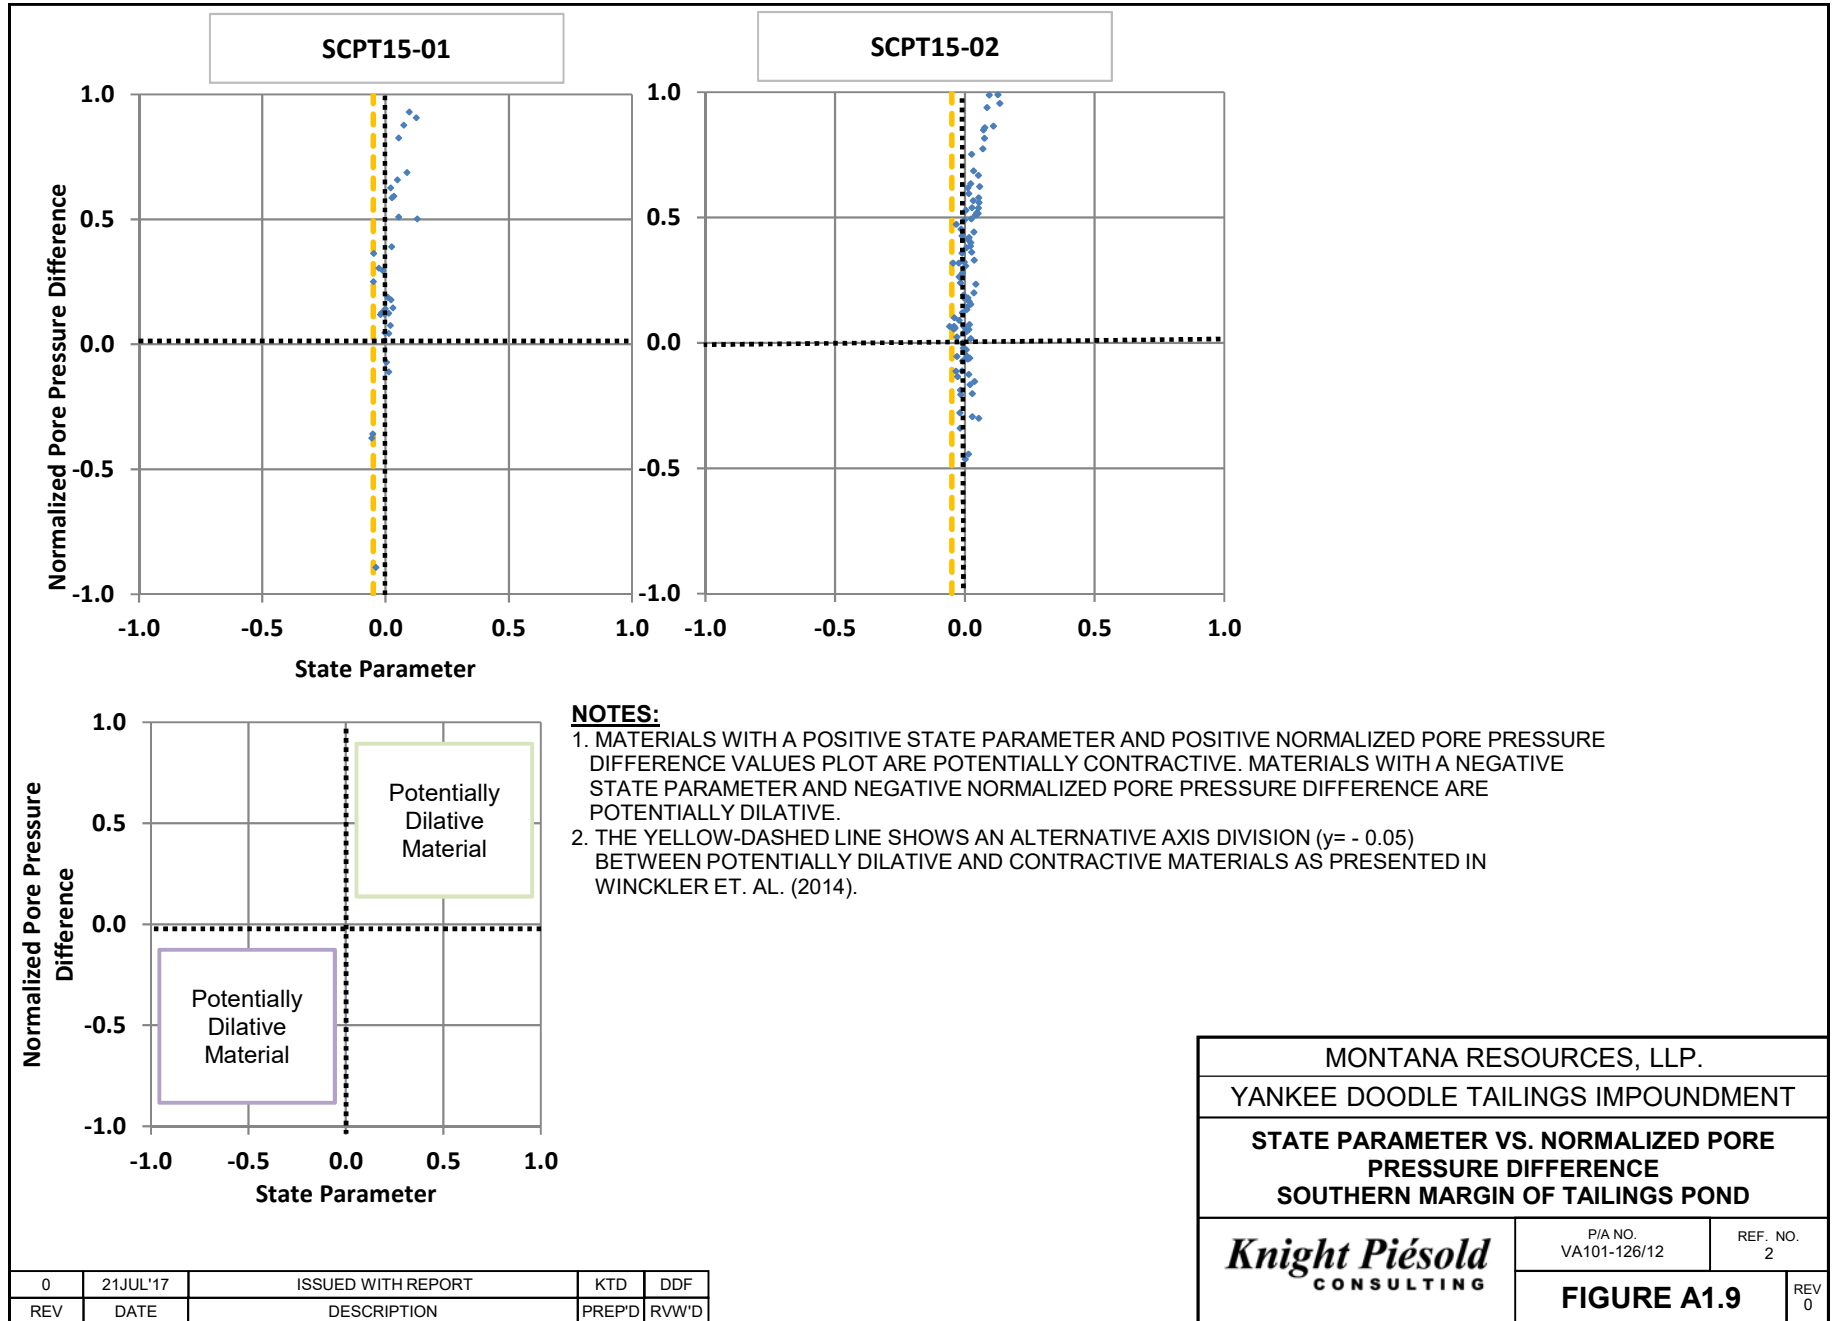 SCPT15-01
1.0
0.5
0.0
-0.5
-1.0
-1.0 -0.5 0.0 0.5 1.0
Normalized Pore Pressure Difference
State Parameter
SCPT15-02
1.0
0.5
0.0
-0.5
-1.0
-1.0 -0.5 0.0 0.5 1.0
1.0
0.5
0.0
-0.5
-1.0
-1.0 -0.5 0.0 0.5 1.0
Normalized Pore Pressure
Difference
State Parameter
Potentially
Dilative
Material
Potentially
Dilative
Material
NOTES:
1. MATERIALS WITH A POSITIVE STATE PARAMETER AND POSITIVE NORMALIZED PORE PRESSURE
DIFFERENCE VALUES PLOT ARE POTENTIALLY CONTRACTIVE. MATERIALS WITH A NEGATIVE
STATE PARAMETER AND NEGATIVE NORMALIZED PORE PRESSURE DIFFERENCE ARE
POTENTIALLY DILATIVE.
2. THE YELLOW-DASHED LINE SHOWS AN ALTERNATIVE AXIS DIVISION (y= - 0.05)
BETWEEN POTENTIALLY DILATIVE AND CONTRACTIVE MATERIALS AS PRESENTED IN
WINCKLER ET. AL. (2014).
MONTANA RESOURCES, LLP.
YANKEE DOODLE TAILINGS IMPOUNDMENT
STATE PARAMETER VS. NORMALIZED PORE
PRESSURE DIFFERENCE
SOUTHERN MARGIN OF TAILINGS POND
Knight Piésold
CONSULTING
P/A NO.
VA101-126/12
REF. NO.
2
FIGURE A1.9
REV
0
0 21JUL'17 ISSUED WITH REPORT KTD DDF
REV DATE DESCRIPTION PREP'D RVW'D